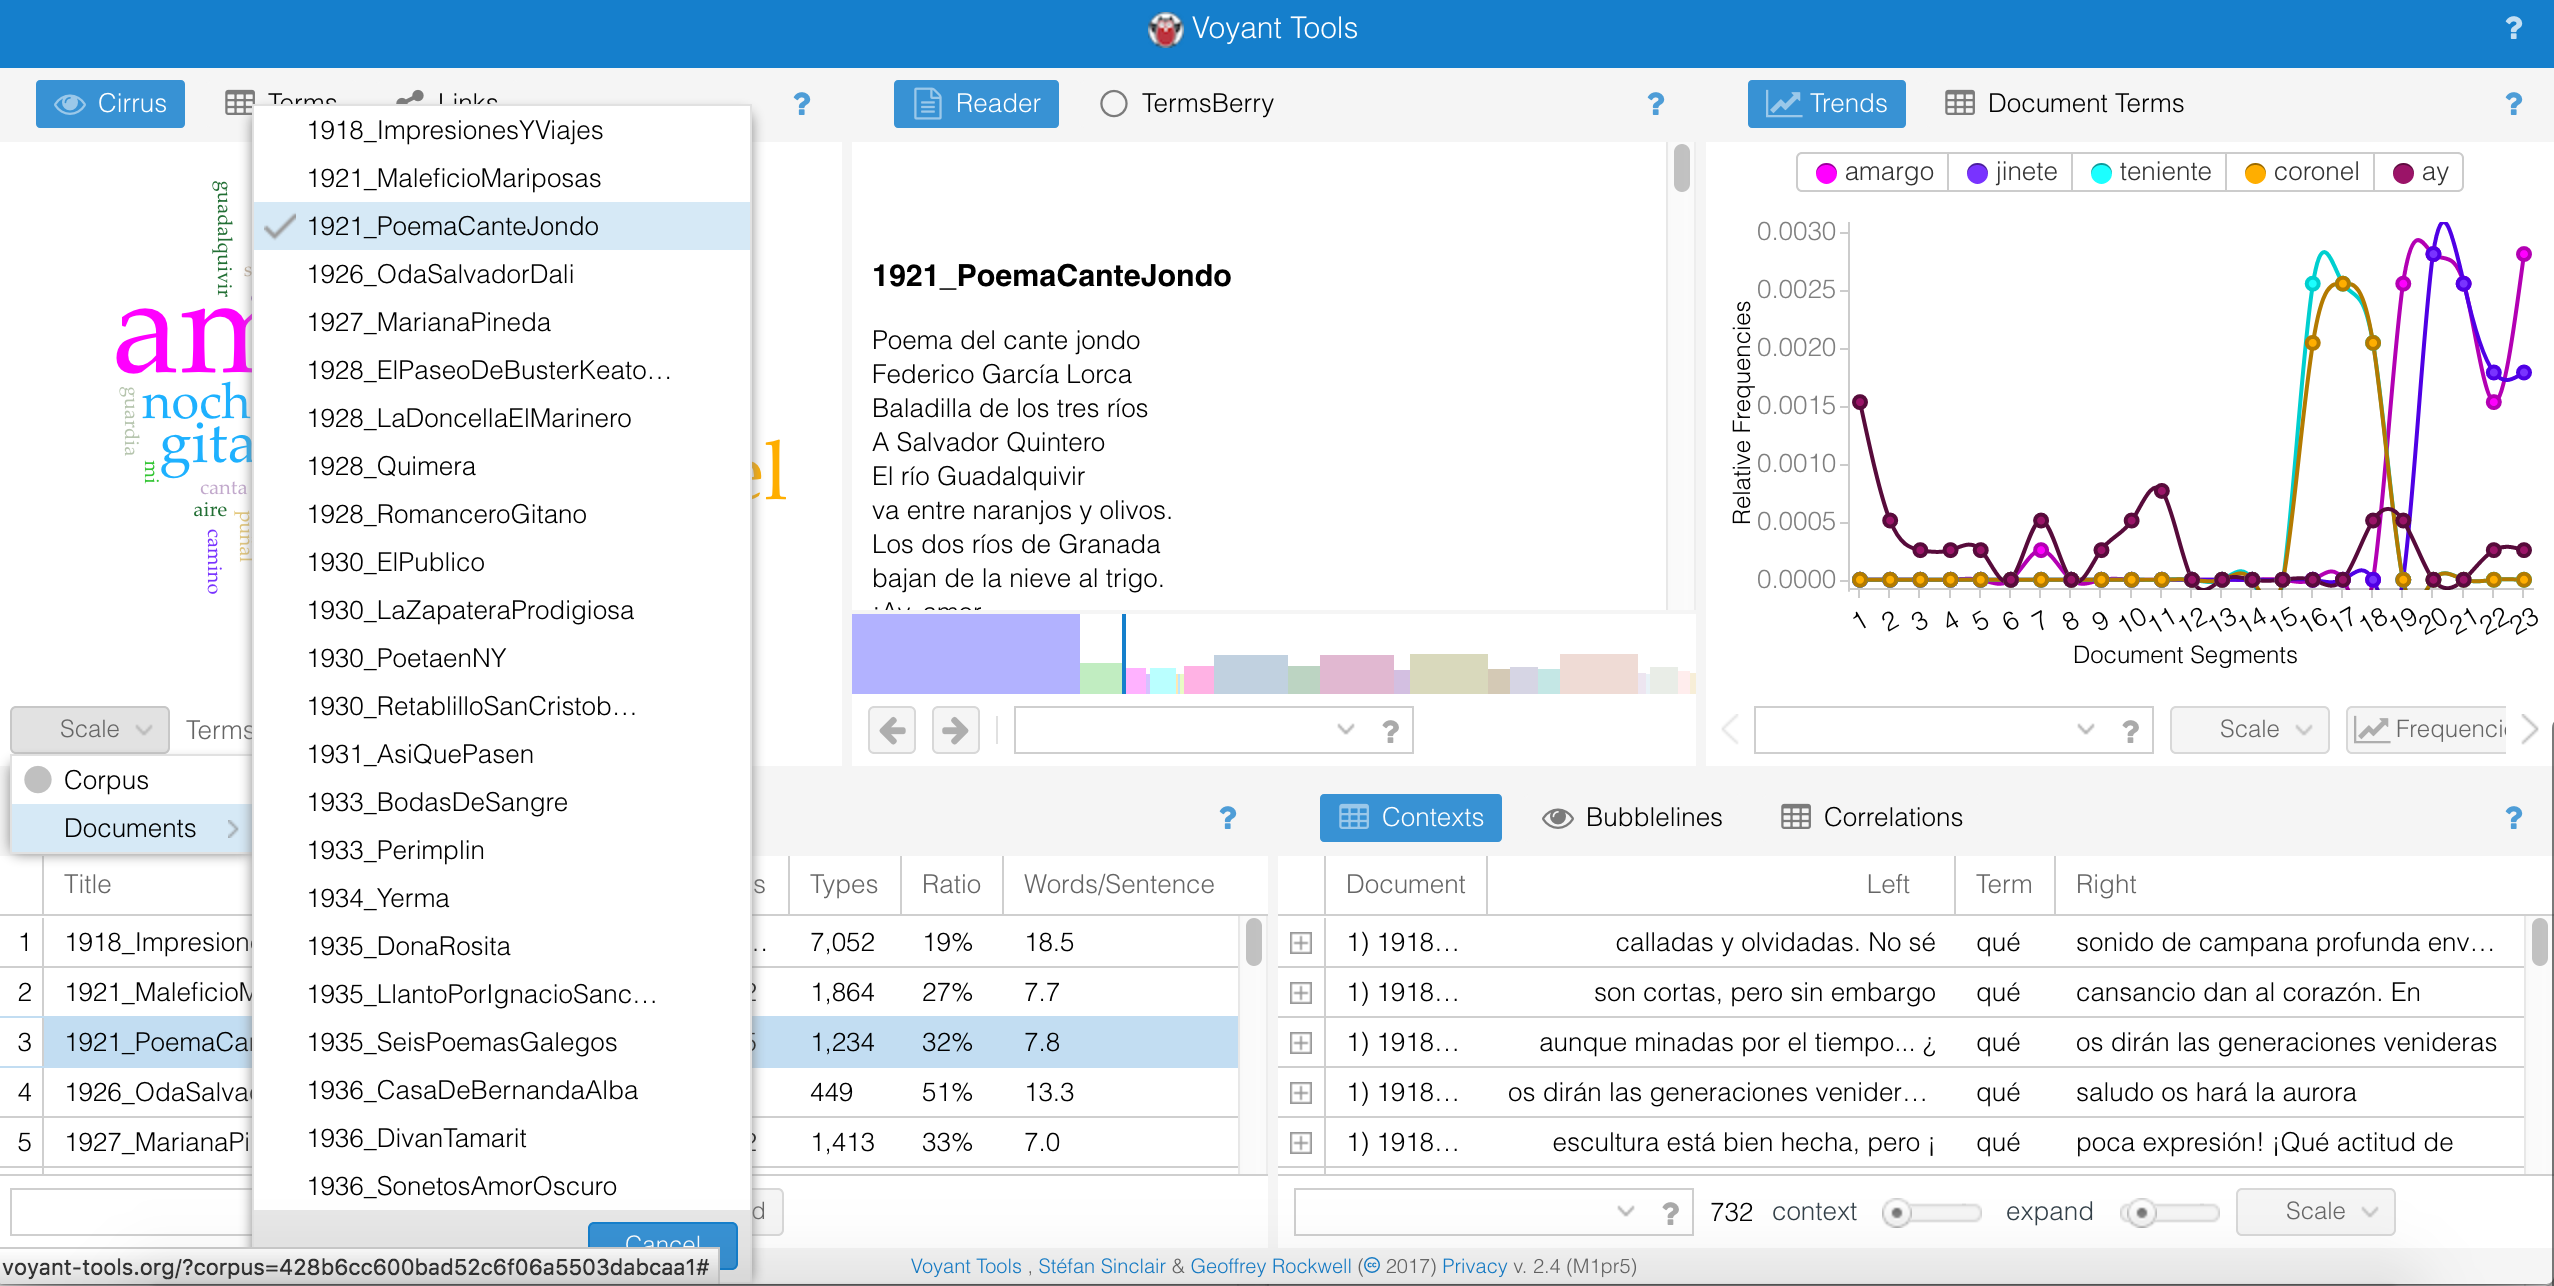 Voyant Tools ?
Cirrus Terms Links ?
Reader TermsBerry ?
Trends Document Terms ?
1918_ImpresionesYViajes
1921_MaleficioMariposas
1921_PoemaCanteJondo
1926_OdaSalvadorDali
1927_MarianaPineda
1928_ElPaseoDeBusterKeato...
1928_LaDoncellaElMarinero
1928_Quimera
1928_RomanceroGitano
1930_ElPublico
1930_LaZapateraProdigiosa
1930_PoetaenNY
1930_RetablilloSanCristob...
1931_AsiQuePasen
1933_BodasDeSangre
1933_Perimplin
1934_Yerma
1935_DonaRosita
1935_LlantoPorIgnacioSanc...
1935_SeisPoemasGalegos
1936_CasaDeBernandaAlba
1936_DivanTamarit
1936_SonetosAmorOscuro
Cancel
guadalquivir
am
noch
gita
guardia
mi
canta
aire
punal
camino
el
Scale Terms
Corpus
Documents
1921_PoemaCanteJondo
Poema del cante jondo
Federico García Lorca
Baladilla de los tres ríos
A Salvador Quintero
El río Guadalquivir
va entre naranjos y olivos.
Los dos ríos de Granada
bajan de la nieve al trigo.
¡Ay, amor
?
amargo jinete teniente coronel ay
Relative Frequencies
0.0030
0.0025
0.0020
0.0015
0.0010
0.0005
0.0000
1 2 3 4 5 6 7 8 9 10 11 12 13 14 15 16 17 18 19 20 21 22 23
Document Segments
? Scale Frequenci
?
Title s Types Ratio Words/Sentence
1 1918_Impresion .. 7,052 19% 18.5
2 1921_MaleficioM 2 1,864 27% 7.7
3 1921_PoemaCa 5 1,234 32% 7.8
4 1926_OdaSalva 449 51% 13.3
5 1927_MarianaPi 2 1,413 33% 7.0
d
Contexts Bubblelines Correlations ?
Document Left Term Right
1) 1918... calladas y olvidadas. No sé qué sonido de campana profunda env...
1) 1918... son cortas, pero sin embargo qué cansancio dan al corazón. En
1) 1918... aunque minadas por el tiempo... ¿ qué os dirán las generaciones venideras
1) 1918... os dirán las generaciones venider... qué saludo os hará la aurora
1) 1918... escultura está bien hecha, pero ¡ qué poca expresión! ¡Qué actitud de
? 732 context expand Scale
voyant-tools.org/?corpus=428b6cc600bad52c6f06a5503dabcaa1#
Voyant Tools , Stéfan Sinclair & Geoffrey Rockwell (cc 2017) Privacy v. 2.4 (M1pr5)